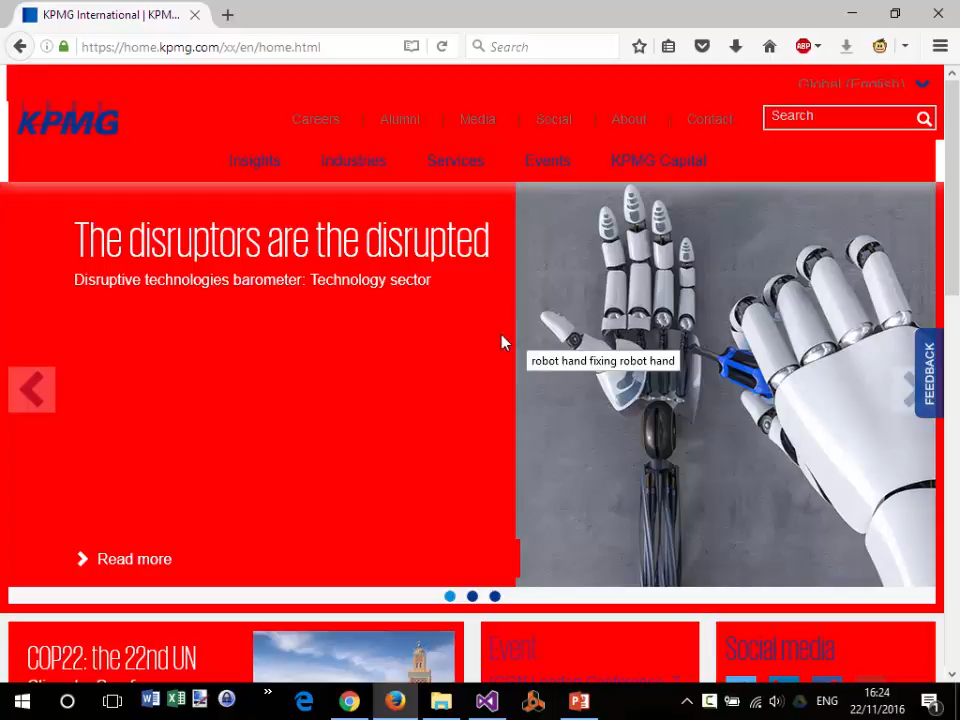 KPMG International | KPM...
https://home.kpmg.com/xx/en/home.html
Search
ABP
Global (English)
KPMG
Careers | Alumni | Media | Social | About | Contact
Search
Insights Industries Services Events KPMG Capital
The disruptors are the disrupted
Disruptive technologies barometer: Technology sector
robot hand fixing robot hand
FEEDBACK
Read more
COP22: the 22nd UN
Event
Social media
ENG
16:24
22/11/2016